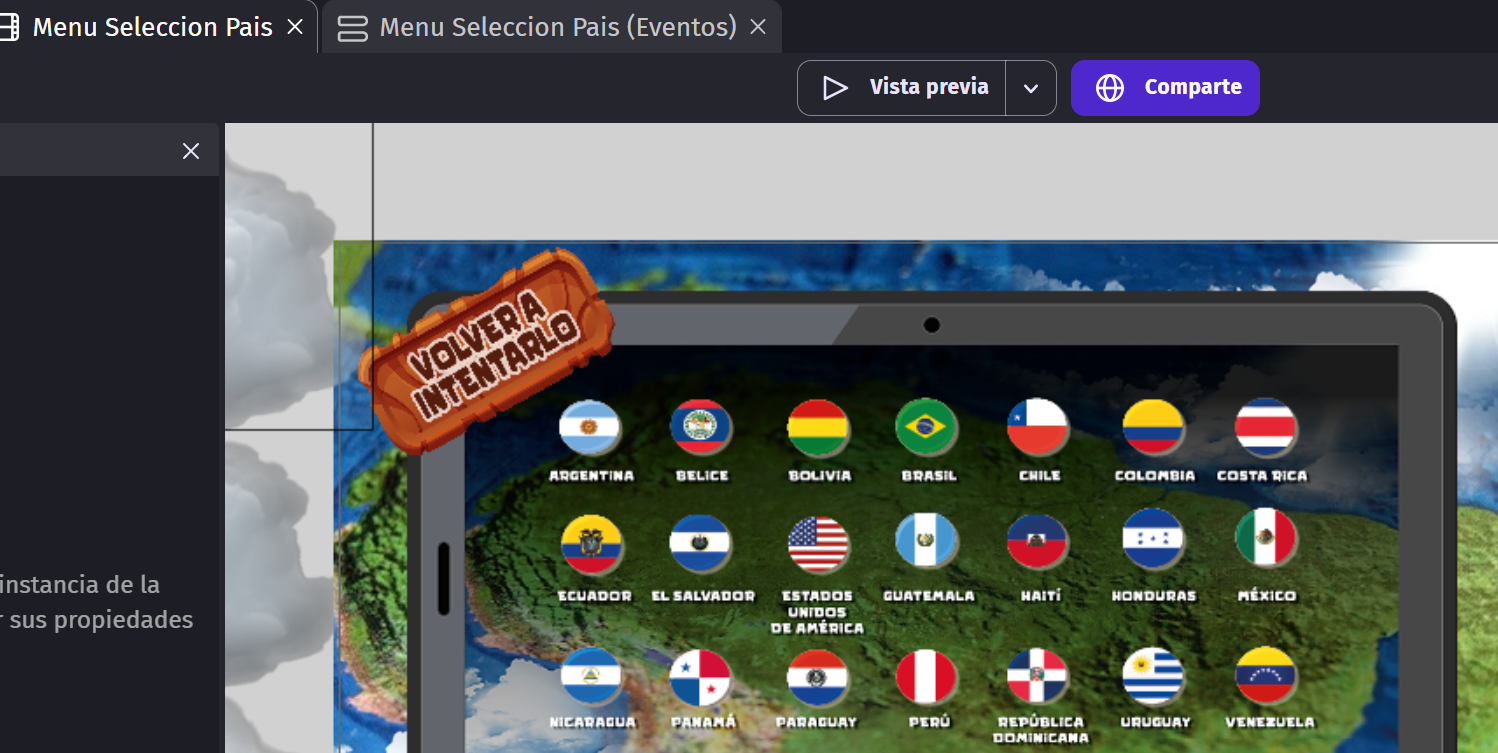 Menu Seleccion Pais
Menu Seleccion Pais (Eventos)
Vista previa
Comparte
instancia de la
sus propiedades
VOLVER A
INTENTARLO
ARGENTINA BELICE BOLIVIA BRASIL CHILE COLOMBIA COSTA RICA
ECUADOR EL SALVADOR ESTADOS UNIDOS DE AMÉRICA GUATEMALA HAITÍ HONDURAS MÉXICO
NICARAGUA PANAMÁ PARAGUAY PERÚ REPÚBLICA DOMINICANA URUGUAY VENEZUELA